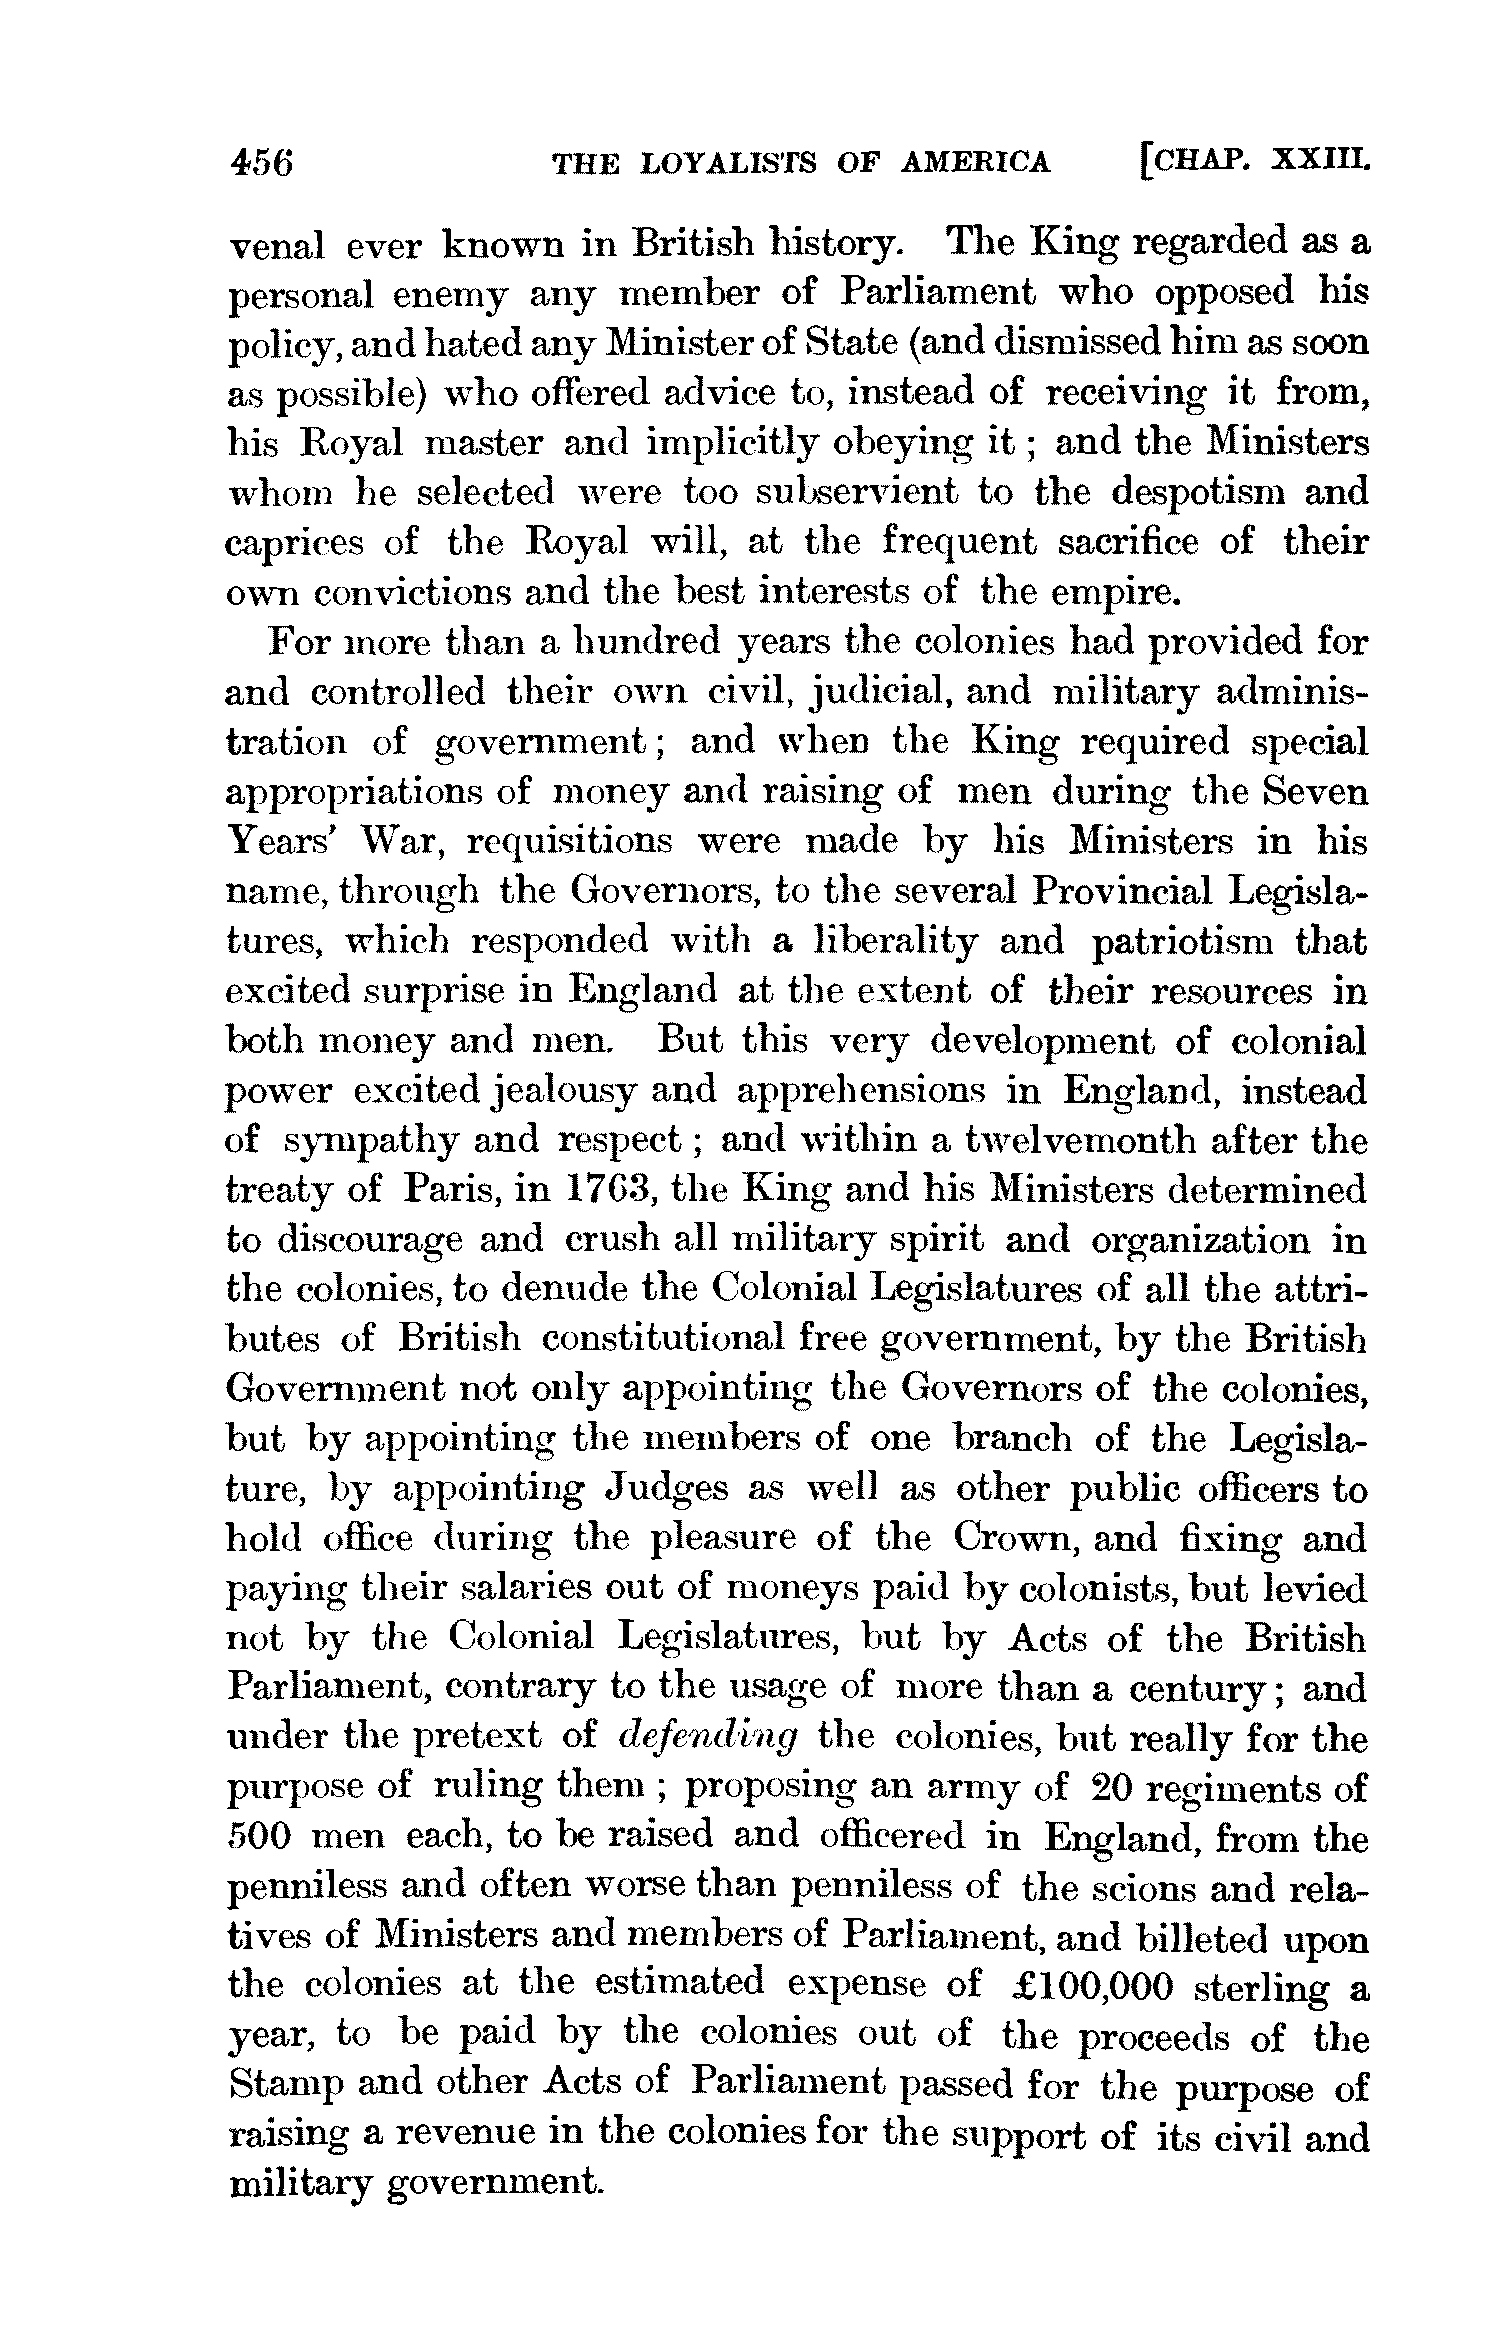 456 THE LOYALISTS OF AMERICA [CHAP. XXIII.
venal ever known in British history. The King regarded as a
personal enemy any member of Parliament who opposed his
policy, and hated any Minister of State (and dismissed him as soon
as possible) who offered advice to, instead of receiving it from,
his Royal master and implicitly obeying it ; and the Ministers
whom he selected were too subservient to the despotism and
caprices of the Royal will, at the frequent sacrifice of their
own convictions and the best interests of the empire.
For more than a hundred years the colonies had provided for
and controlled their own civil, judicial, and military adminis-
tration of government ; and when the King required special
appropriations of money and raising of men during the Seven
Years' War, requisitions were made by his Ministers in his
name, through the Governors, to the several Provincial Legisla-
tures, which responded with a liberality and patriotism that
excited surprise in England at the extent of their resources in
both money and men. But this very development of colonial
power excited jealousy and apprehensions in England, instead
of sympathy and respect ; and within a twelvemonth after the
treaty of Paris, in 1763, the King and his Ministers determined
to discourage and crush all military spirit and organization in
the colonies, to denude the Colonial Legislatures of all the attri-
butes of British constitutional free government, by the British
Government not only appointing the Governors of the colonies,
but by appointing the members of one branch of the Legisla-
ture, by appointing Judges as well as other public officers to
hold office during the pleasure of the Crown, and fixing and
paying their salaries out of moneys paid by colonists, but levied
not by the Colonial Legislatures, but by Acts of the British
Parliament, contrary to the usage of more than a century ; and
under the pretext of defending the colonies, but really for the
purpose of ruling them ; proposing an army of 20 regiments of
500 men each, to be raised and officered in England, from the
penniless and often worse than penniless of the scions and rela-
tives of Ministers and members of Parliament, and billeted upon
the colonies at the estimated expense of £100,000 sterling a
year, to be paid by the colonies out of the proceeds of the
Stamp and other Acts of Parliament passed for the purpose of
raising a revenue in the colonies for the support of its civil and
military government.